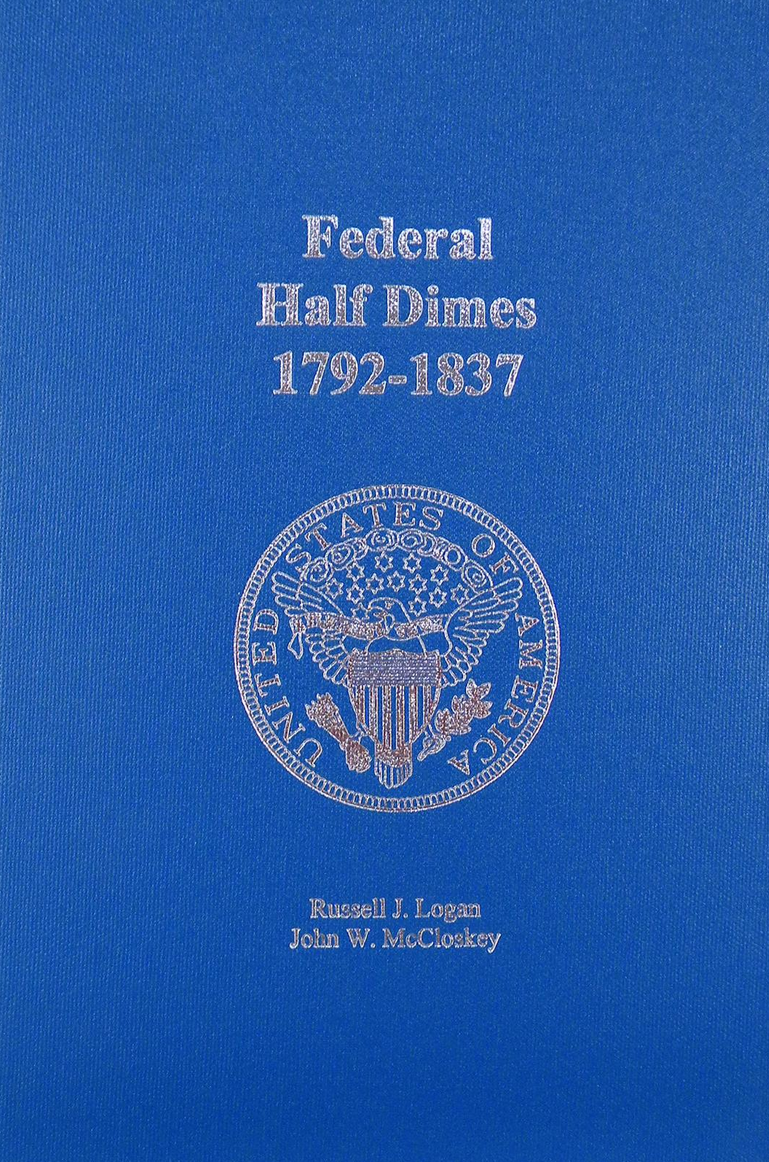 Federal
Half Dimes
1792-1837
UNITED STATES OF AMERICA
Russell J. Logan
John W. McCloskey